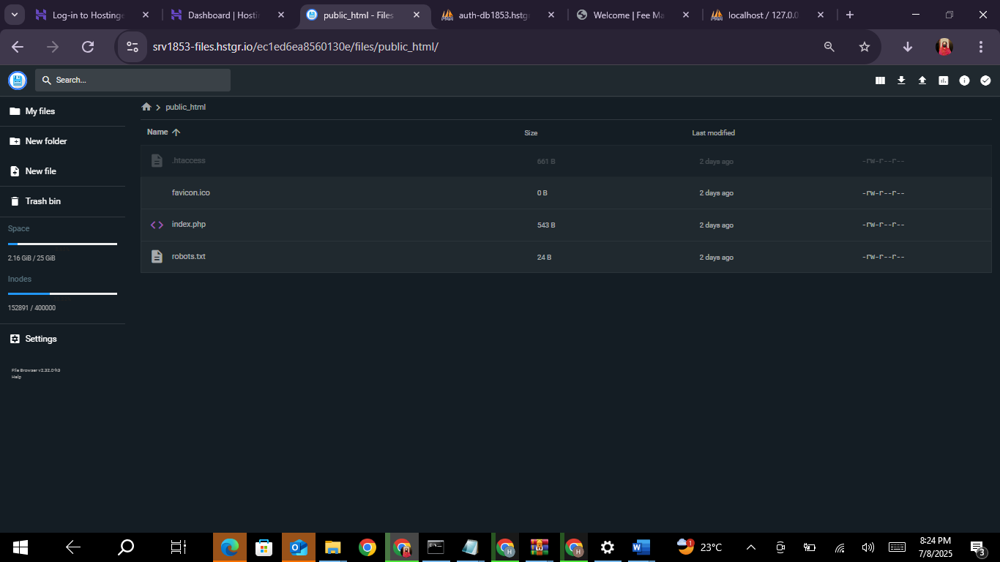 Log-in to Hostinge
Dashboard | Hostin
public_html - Files
auth-db1853.hstgr
Welcome | Fee Ma
localhost / 127.0.0
srv1853-files.hstgr.io/ec1ed6ea8560130e/files/public_html/
Search...
My files
New folder
New file
Trash bin
Space
2.16 GiB / 25 GiB
Inodes
152891 / 400000
Settings
File Browser v2.32.0-h3
Help
public_html
Name Size Last modified
.htaccess 661 B 2 days ago -rw-r--r--
favicon.ico 0 B 2 days ago -rw-r--r--
index.php 543 B 2 days ago -rw-r--r--
robots.txt 24 B 2 days ago -rw-r--r--
1
23°C
8:24 PM
7/8/2025
3